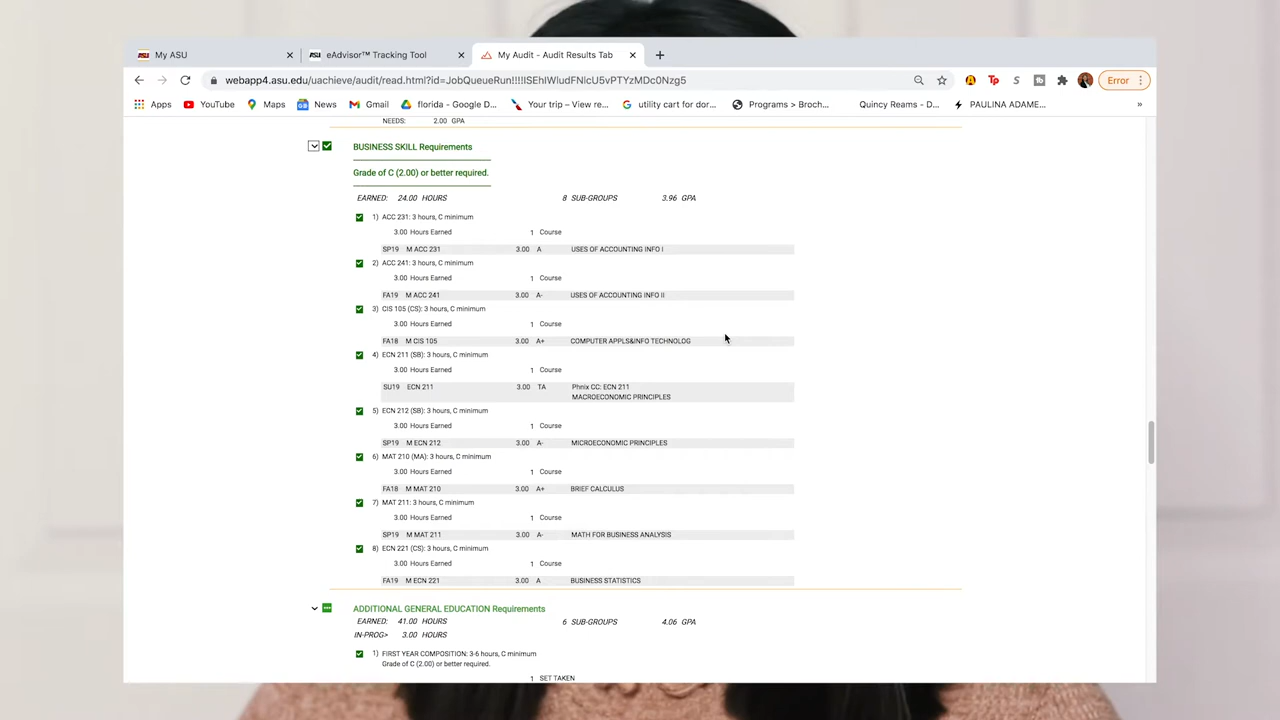 My ASU
eAdvisor™ Tracking Tool
My Audit - Audit Results Tab
Error
Apps
YouTube
Maps
News
Gmail
florida - Google D...
Your trip – View re...
utility cart for dor...
Programs > Broch...
Quincy Reams - D...
PAULINA ADAME...
»
NEEDS: 2.00 GPA
BUSINESS SKILL Requirements
Grade of C (2.00) or better required.
EARNED: 24.00 HOURS 8 SUB-GROUPS 3.96 GPA
1) ACC 231: 3 hours, C minimum
3.00 Hours Earned 1 Course
SP19 M ACC 231 3.00 A USES OF ACCOUNTING INFO I
2) ACC 241: 3 hours, C minimum
3.00 Hours Earned 1 Course
FA19 M ACC 241 3.00 A- USES OF ACCOUNTING INFO II
3) CIS 105 (CS): 3 hours, C minimum
3.00 Hours Earned 1 Course
FA18 M CIS 105 3.00 A+ COMPUTER APPLS&INFO TECHNOLOG
4) ECN 211 (SB): 3 hours, C minimum
3.00 Hours Earned 1 Course
SU19 ECN 211 3.00 TA Phnix CC: ECN 211
MACROECONOMIC PRINCIPLES
5) ECN 212 (SB): 3 hours, C minimum
3.00 Hours Earned 1 Course
SP19 M ECN 212 3.00 A- MICROECONOMIC PRINCIPLES
6) MAT 210 (MA): 3 hours, C minimum
3.00 Hours Earned 1 Course
FA18 M MAT 210 3.00 A+ BRIEF CALCULUS
7) MAT 211: 3 hours, C minimum
3.00 Hours Earned 1 Course
SP19 M MAT 211 3.00 A- MATH FOR BUSINESS ANALYSIS
8) ECN 221 (CS): 3 hours, C minimum
3.00 Hours Earned 1 Course
FA19 M ECN 221 3.00 A BUSINESS STATISTICS
ADDITIONAL GENERAL EDUCATION Requirements
EARNED: 41.00 HOURS 6 SUB-GROUPS 4.06 GPA
IN-PROG> 3.00 HOURS
1) FIRST YEAR COMPOSITION: 3-6 hours, C minimum
Grade of C (2.00) or better required.
1 SET TAKEN